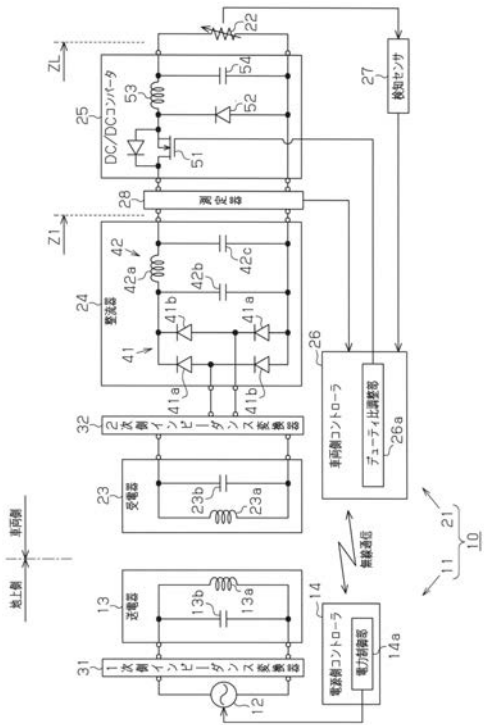 地上側
車両側
31
1次側インピーダンス変換器
12
13
送電器
13b
13a
14
電源側コントローラ
電力制御部
14a
無線通信
11
21
10
23
受電器
23b
23a
32
2次側インピーダンス変換器
24
整流器
41
41a
41b
41b
41a
42
42a
42b
42c
Z1
28
測定器
25
DC/DCコンバータ
51
52
53
54
ZL
22
27
検知センサ
26
車両側コントローラ
デューティ比調整部
26a